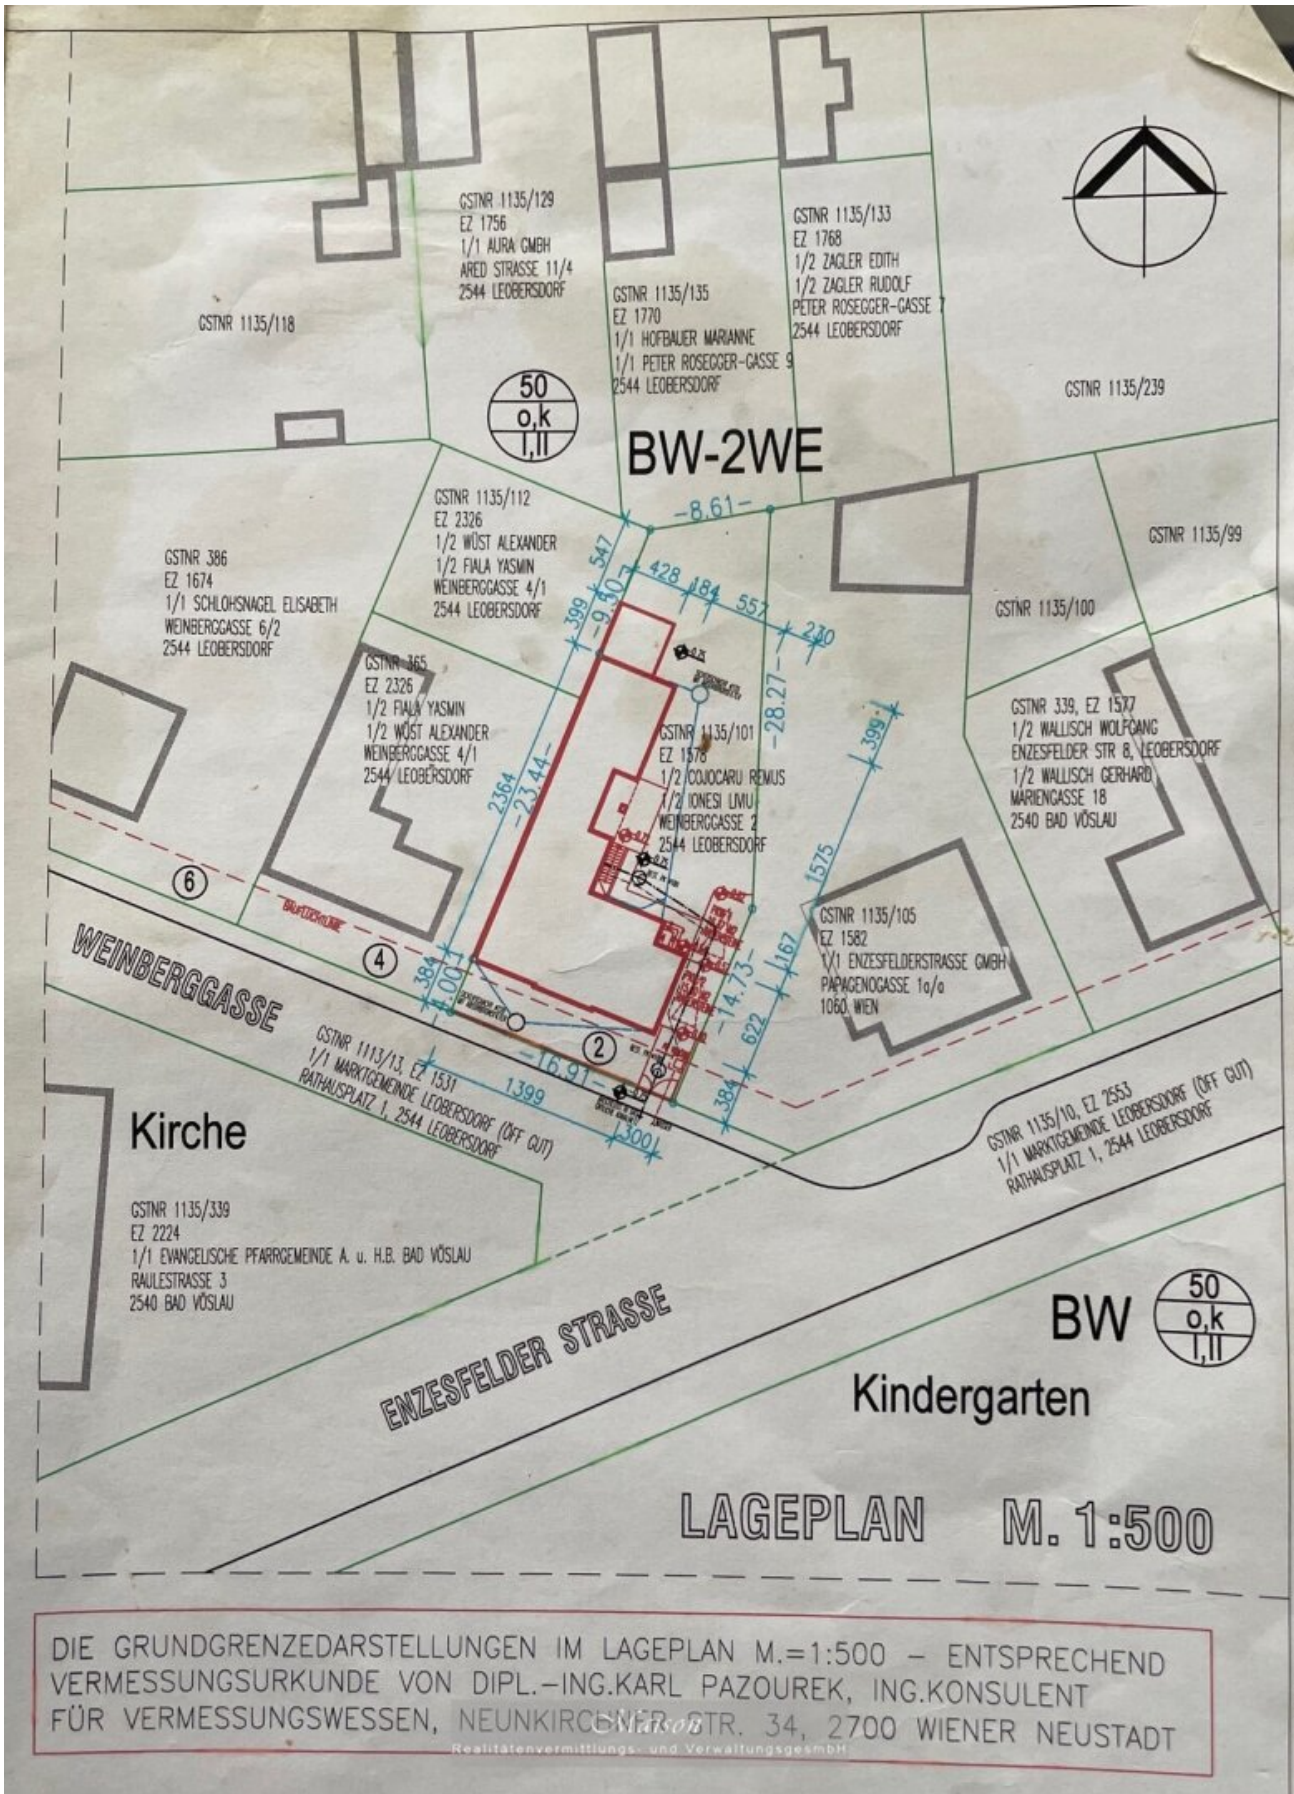 GSTNR 1135/129
EZ 1756
1/1 AURA GMBH
ARED STRASSE 11/4
2544 LEOBERSDORF
GSTNR 1135/133
EZ 1768
1/2 ZAGLER EDITH
1/2 ZAGLER RUDOLF
PETER ROSEGGER-GASSE 7
2544 LEOBERSDORF
GSTNR 1135/135
EZ 1770
1/1 HOFBAUER MARIANNE
1/1 PETER ROSEGGER-GASSE 9
2544 LEOBERSDORF
GSTNR 1135/118
GSTNR 1135/239
50
o,k
I,II
BW-2WE
GSTNR 1135/112
EZ 2326
1/2 WÜST ALEXANDER
1/2 FIALA YASMIN
WEINBERGGASSE 4/1
2544 LEOBERSDORF
-8.61-
GSTNR 1135/99
GSTNR 386
EZ 1674
1/1 SCHLOHSNAGEL ELISABETH
WEINBERGGASSE 6/2
2544 LEOBERSDORF
547
399
-9.50-
428
184
557
230
GSTNR 1135/100
GSTNR 365
EZ 2326
1/2 FIALA YASMIN
1/2 WÜST ALEXANDER
WEINBERGGASSE 4/1
2544 LEOBERSDORF
2364
-23.44-
-28.27-
399
GSTNR 1135/101
EZ 1578
1/2 COJOCARU REMUS
1/2 IONESI LIVIU
WEINBERGGASSE 2
2544 LEOBERSDORF
GSTNR 339, EZ 1577
1/2 WALLISCH WOLFGANG
ENZESFELDER STR 8, LEOBERSDORF
1/2 WALLISCH GERHARD
MARIENGASSE 18
2540 BAD VÖSLAU
1575
6
BAUFLUCHTLINIE
4
WEINBERGGASSE
384
4.00
GSTNR 1135/105
EZ 1582
1/1 ENZESFELDERSTRASSE GMBH
PAPAGENOGASSE 1a/a
1060 WIEN
167
-14.73-
622
384
2
-16.91-
1399
300
GSTNR 1113/13, EZ 1531
1/1 MARKTGEMEINDE LEOBERSDORF (ÖFF GUT)
RATHAUSPLATZ 1, 2544 LEOBERSDORF
GSTNR 1135/10, EZ 2553
1/1 MARKTGEMEINDE LEOBERSDORF (ÖFF GUT)
RATHAUSPLATZ 1, 2544 LEOBERSDORF
Kirche
GSTNR 1135/339
EZ 2224
1/1 EVANGELISCHE PFARRGEMEINDE A. u. H.B. BAD VÖSLAU
RAULESTRASSE 3
2540 BAD VÖSLAU
ENZESFELDER STRASSE
BW
50
o,k
I,II
Kindergarten
LAGEPLAN M. 1:500
DIE GRUNDGRENZEDARSTELLUNGEN IM LAGEPLAN M.=1:500 – ENTSPRECHEND
VERMESSUNGSURKUNDE VON DIPL.-ING.KARL PAZOUREK, ING.KONSULENT
FÜR VERMESSUNGSWESSEN, NEUNKIRCHNER STR. 34, 2700 WIENER NEUSTADT
Maison
Realitätenvermittlungs- und VerwaltungsgesmbH